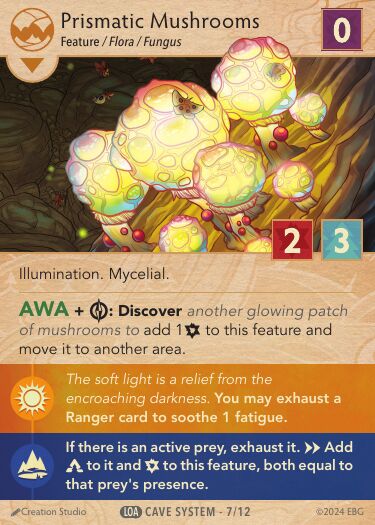 Prismatic Mushrooms
0
Feature / Flora / Fungus
2 3
Illumination. Mycelial.
AWA + : Discover another glowing patch
of mushrooms to add 1 to this feature and
move it to another area.
The soft light is a relief from the
encroaching darkness. You may exhaust a
Ranger card to soothe 1 fatigue.
If there is an active prey, exhaust it. Add
to it and to this feature, both equal to
that prey's presence.
Creation Studio LOA CAVE SYSTEM - 7/12 ©2024 EBG